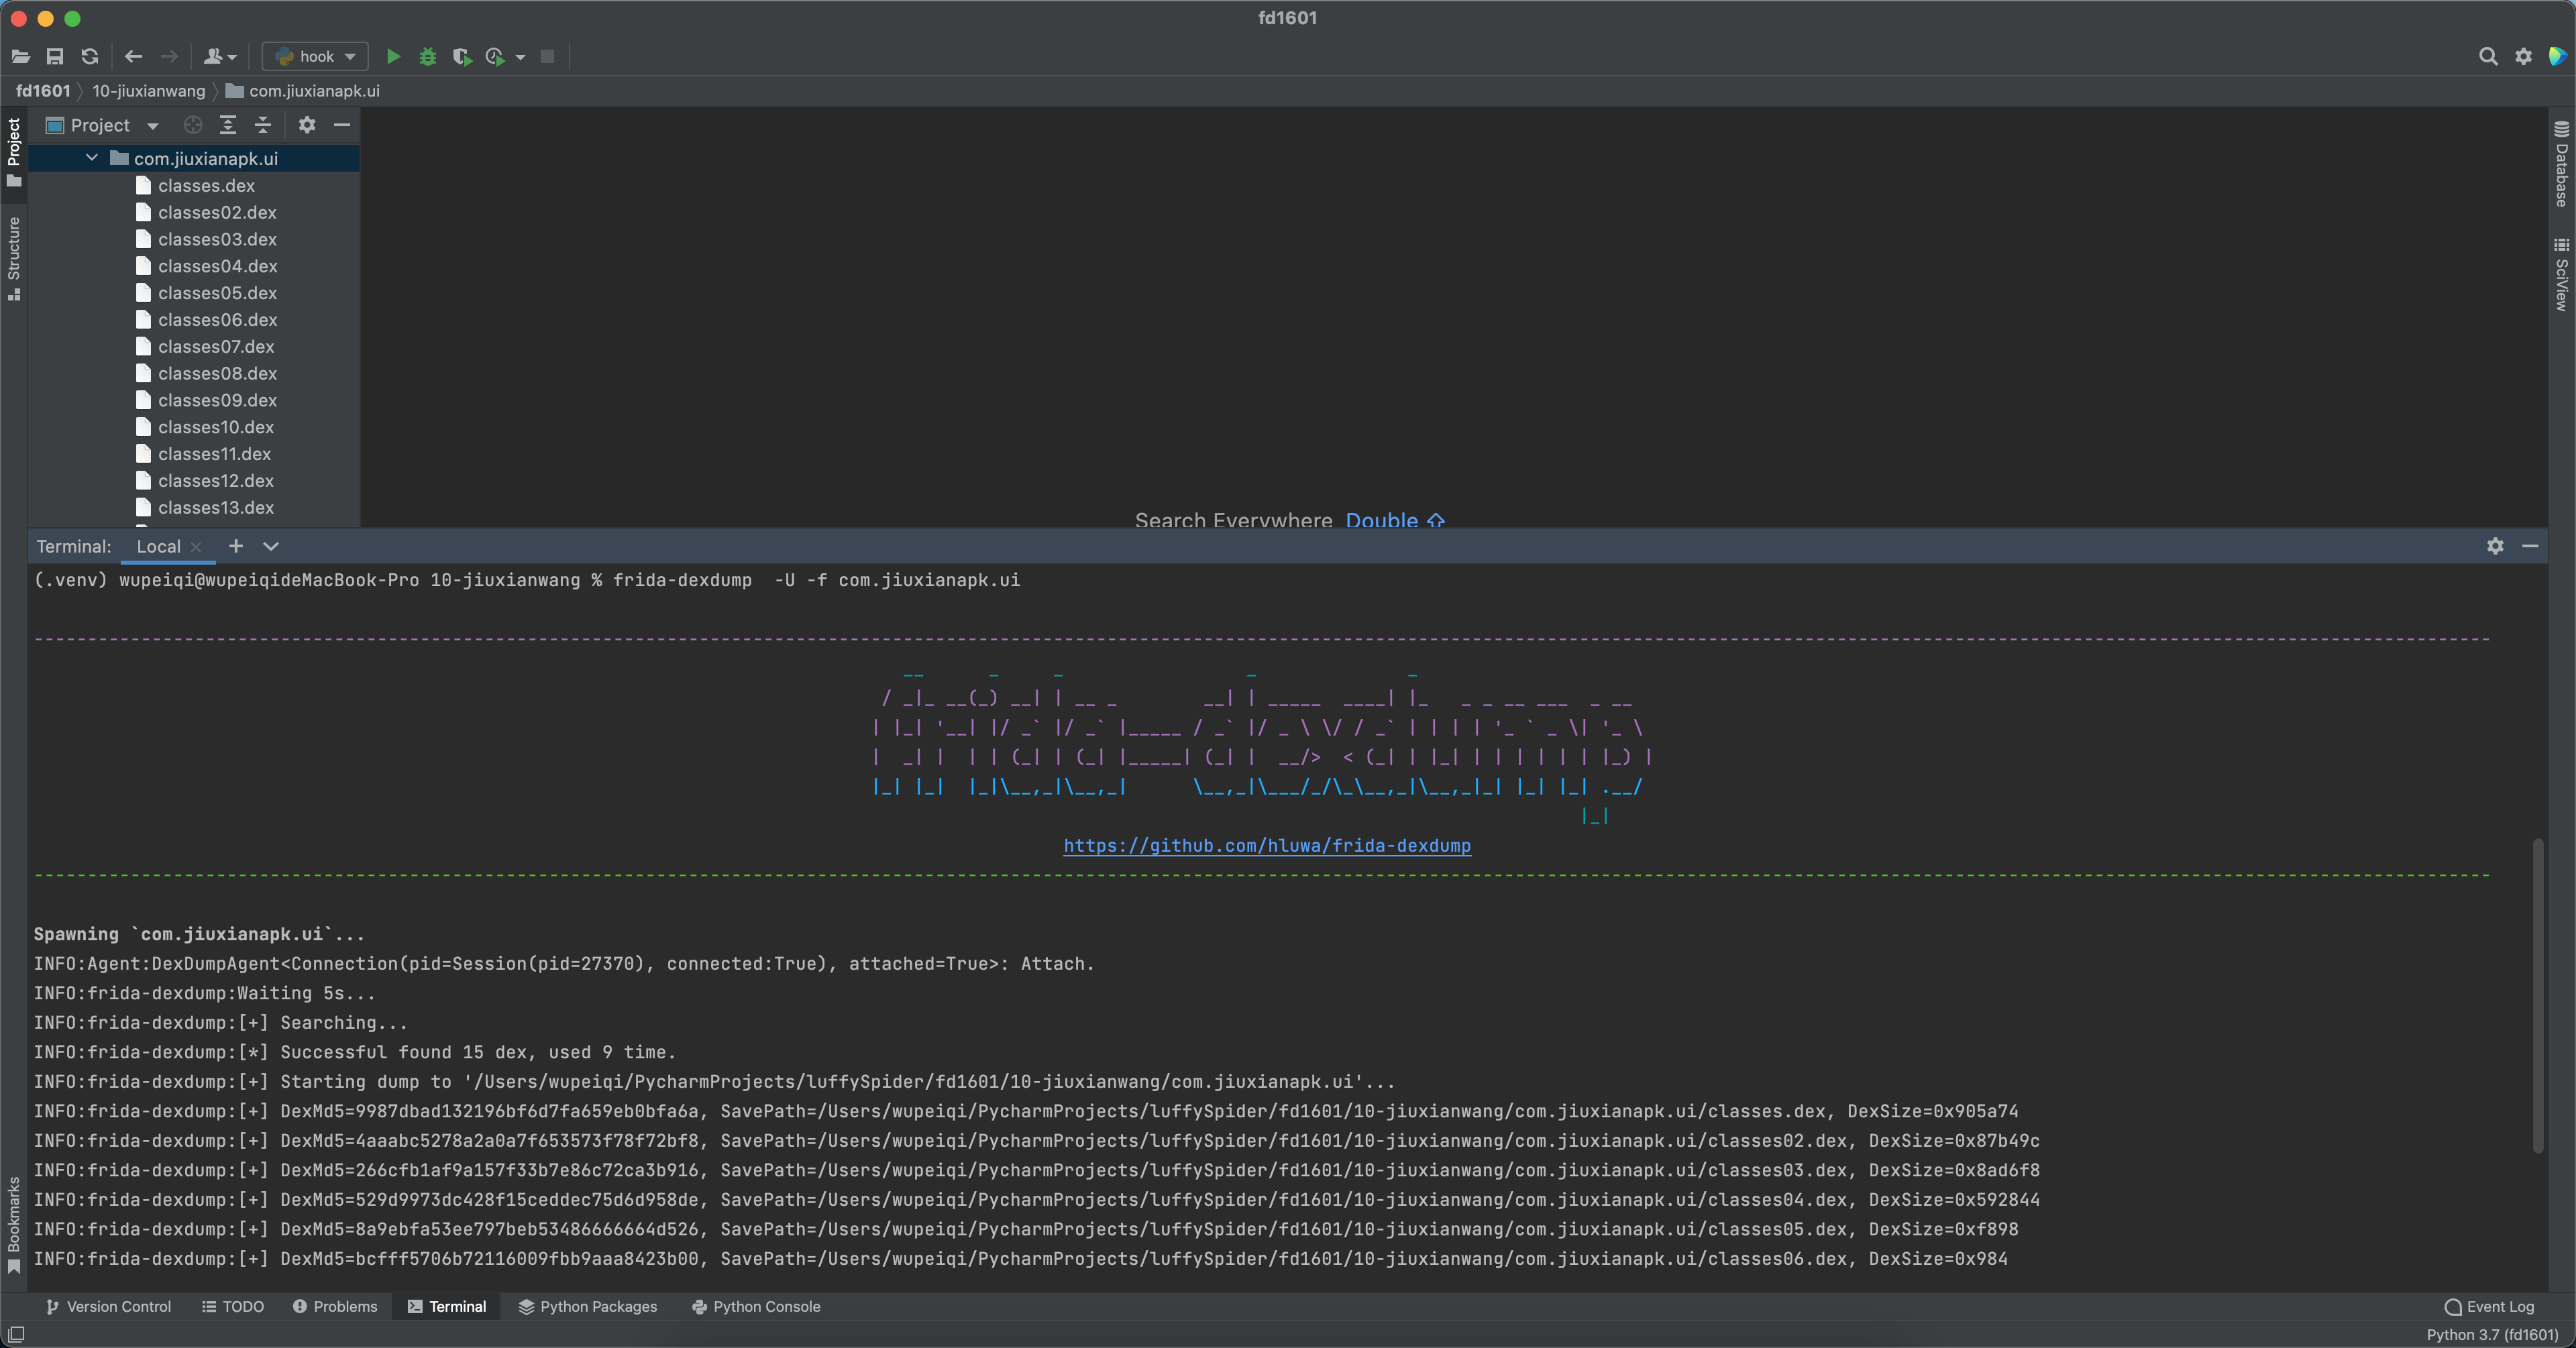 fd1601
hook
fd1601 10-jiuxianwang com.jiuxianapk.ui
Project
Project
Structure
Bookmarks
com.jiuxianapk.ui
classes.dex
classes02.dex
classes03.dex
classes04.dex
classes05.dex
classes06.dex
classes07.dex
classes08.dex
classes09.dex
classes10.dex
classes11.dex
classes12.dex
classes13.dex
Search Everywhere Double ⇧
Database
SciView
Terminal: Local × +
(.venv) wupeiqi@wupeiqideMacBook-Pro 10-jiuxianwang % frida-dexdump  -U -f com.jiuxianapk.ui
frida-dexdump
https://github.com/hluwa/frida-dexdump
Spawning `com.jiuxianapk.ui`...
INFO:Agent:DexDumpAgent<Connection(pid=Session(pid=27370), connected:True), attached=True>: Attach.
INFO:frida-dexdump:Waiting 5s...
INFO:frida-dexdump:[+] Searching...
INFO:frida-dexdump:[*] Successful found 15 dex, used 9 time.
INFO:frida-dexdump:[+] Starting dump to '/Users/wupeiqi/PycharmProjects/luffySpider/fd1601/10-jiuxianwang/com.jiuxianapk.ui'...
INFO:frida-dexdump:[+] DexMd5=9987dbad132196bf6d7fa659eb0bfa6a, SavePath=/Users/wupeiqi/PycharmProjects/luffySpider/fd1601/10-jiuxianwang/com.jiuxianapk.ui/classes.dex, DexSize=0x905a74
INFO:frida-dexdump:[+] DexMd5=4aaabc5278a2a0a7f653573f78f72bf8, SavePath=/Users/wupeiqi/PycharmProjects/luffySpider/fd1601/10-jiuxianwang/com.jiuxianapk.ui/classes02.dex, DexSize=0x87b49c
INFO:frida-dexdump:[+] DexMd5=266cfb1af9a157f33b7e86c72ca3b916, SavePath=/Users/wupeiqi/PycharmProjects/luffySpider/fd1601/10-jiuxianwang/com.jiuxianapk.ui/classes03.dex, DexSize=0x8ad6f8
INFO:frida-dexdump:[+] DexMd5=529d9973dc428f15ceddec75d6d958de, SavePath=/Users/wupeiqi/PycharmProjects/luffySpider/fd1601/10-jiuxianwang/com.jiuxianapk.ui/classes04.dex, DexSize=0x592844
INFO:frida-dexdump:[+] DexMd5=8a9ebfa53ee797beb53486666664d526, SavePath=/Users/wupeiqi/PycharmProjects/luffySpider/fd1601/10-jiuxianwang/com.jiuxianapk.ui/classes05.dex, DexSize=0xf898
INFO:frida-dexdump:[+] DexMd5=bcfff5706b72116009fbb9aaa8423b00, SavePath=/Users/wupeiqi/PycharmProjects/luffySpider/fd1601/10-jiuxianwang/com.jiuxianapk.ui/classes06.dex, DexSize=0x984
Version Control TODO Problems Terminal Python Packages Python Console Event Log
Python 3.7 (fd1601)